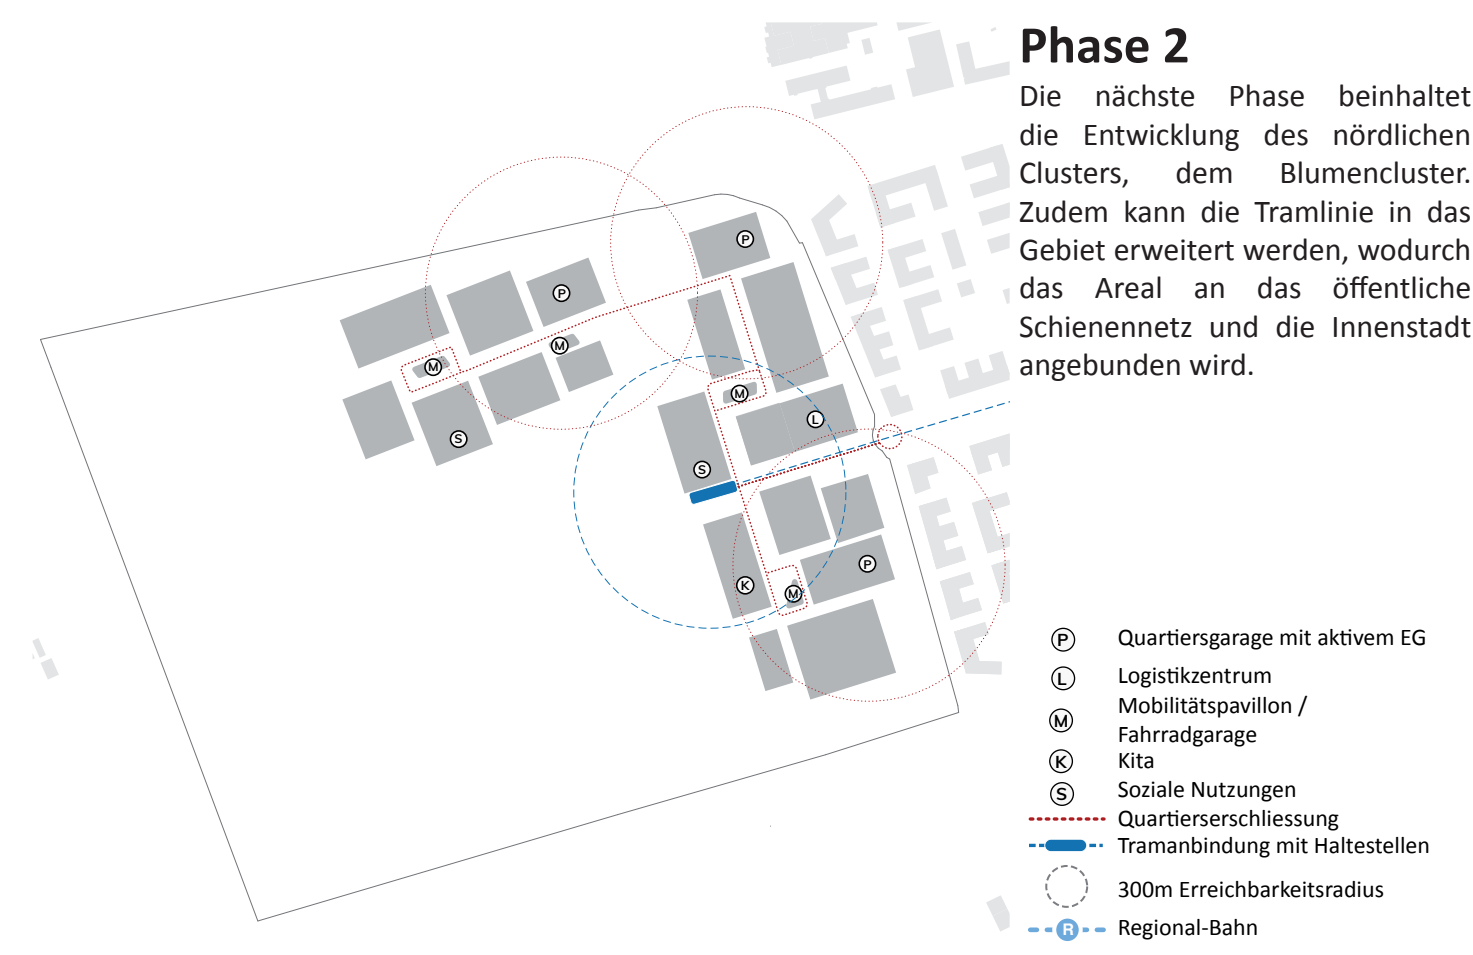 Phase 2
Die nächste Phase beinhaltet
die Entwicklung des nördlichen
Clusters, dem Blumencluster.
Zudem kann die Tramlinie in das
Gebiet erweitert werden, wodurch
das Areal an das öffentliche
Schienennetz und die Innenstadt
angebunden wird.
P
P
M
M
M
L
S
S
P
K
M
P Quartiersgarage mit aktivem EG
L Logistikzentrum
M Mobilitätspavillon /
Fahrradgarage
K Kita
S Soziale Nutzungen
Quartierserschliessung
Tramanbindung mit Haltestellen
300m Erreichbarkeitsradius
R Regional-Bahn